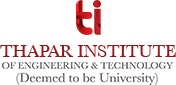 ti
THAPAR INSTITUTE
OF ENGINEERING & TECHNOLOGY
(Deemed to be University)